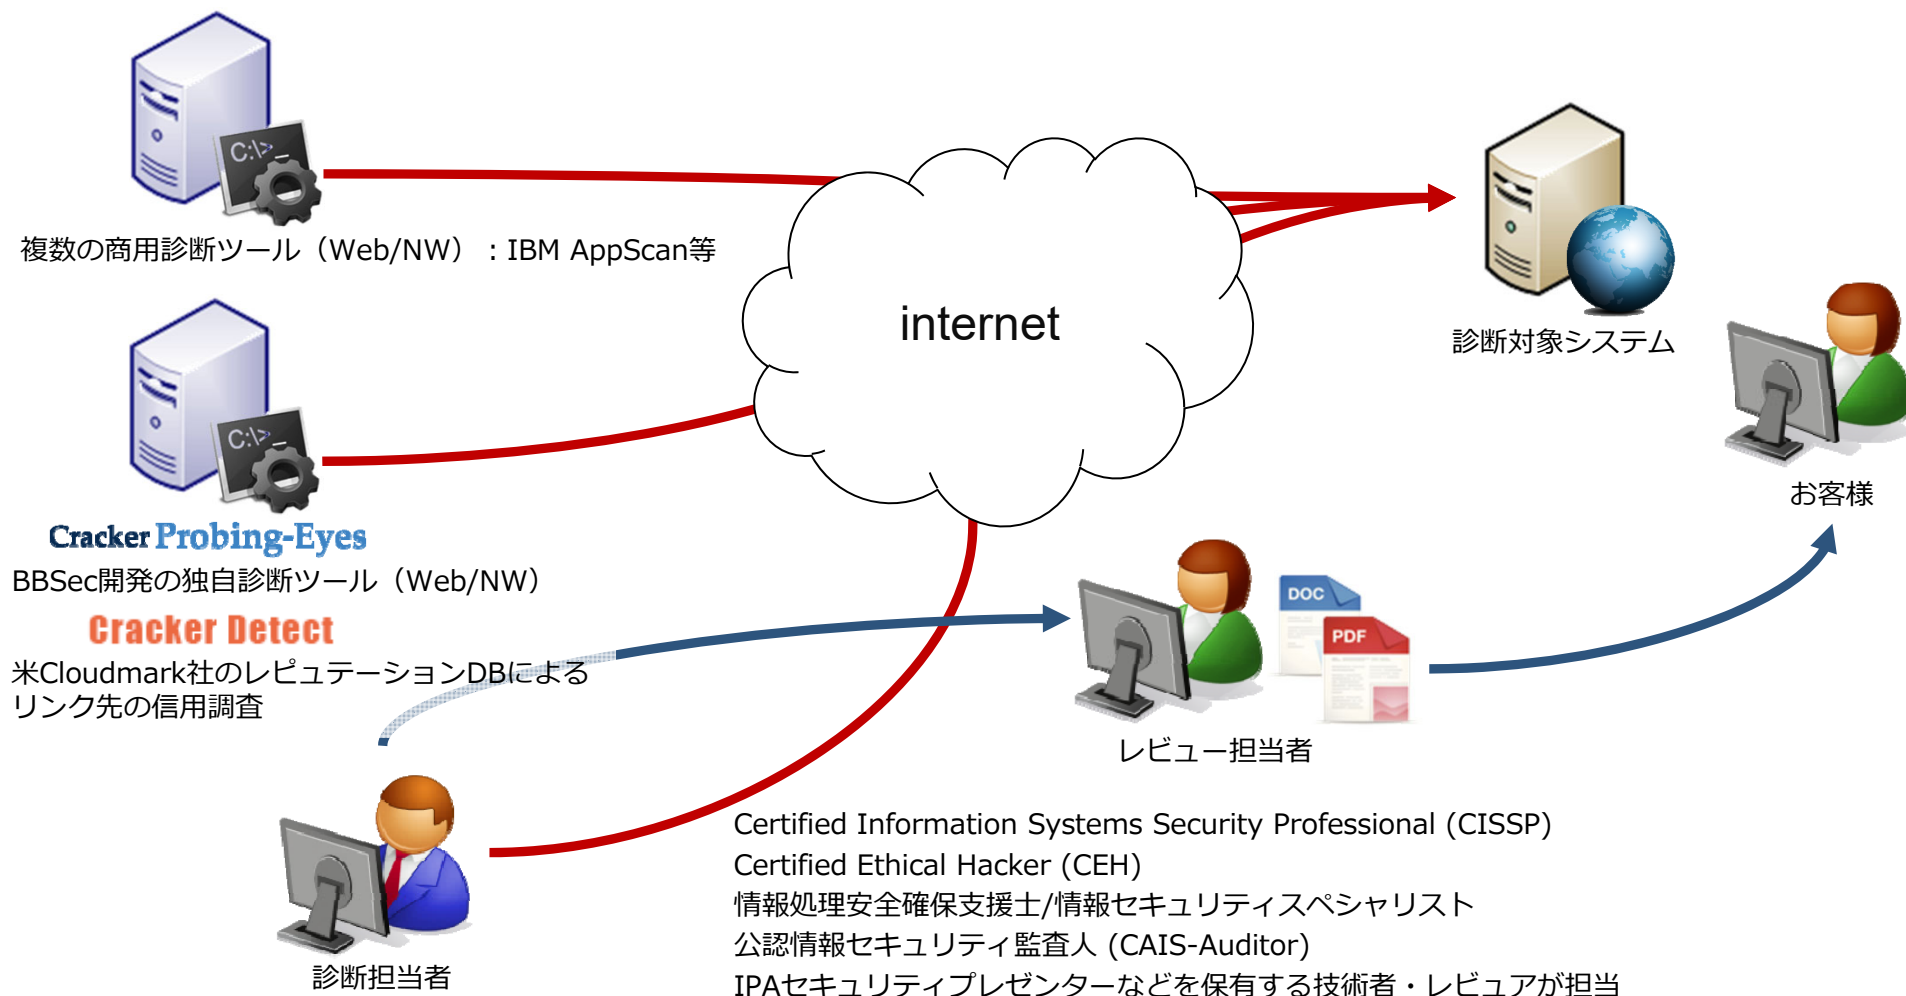 C:\>_
複数の商用診断ツール（Web/NW）：IBM AppScan等
internet
診断対象システム
C:\>_
お客様
Cracker Probing-Eyes
BBSec開発の独自診断ツール（Web/NW）
DOC
PDF
Cracker Detect
米Cloudmark社のレピュテーションDBによる
リンク先の信用調査
レビュー担当者
Certified Information Systems Security Professional (CISSP)
Certified Ethical Hacker (CEH)
情報処理安全確保支援士/情報セキュリティスペシャリスト
公認情報セキュリティ監査人 (CAIS-Auditor)
IPAセキュリティプレゼンターなどを保有する技術者・レビュアが担当
診断担当者